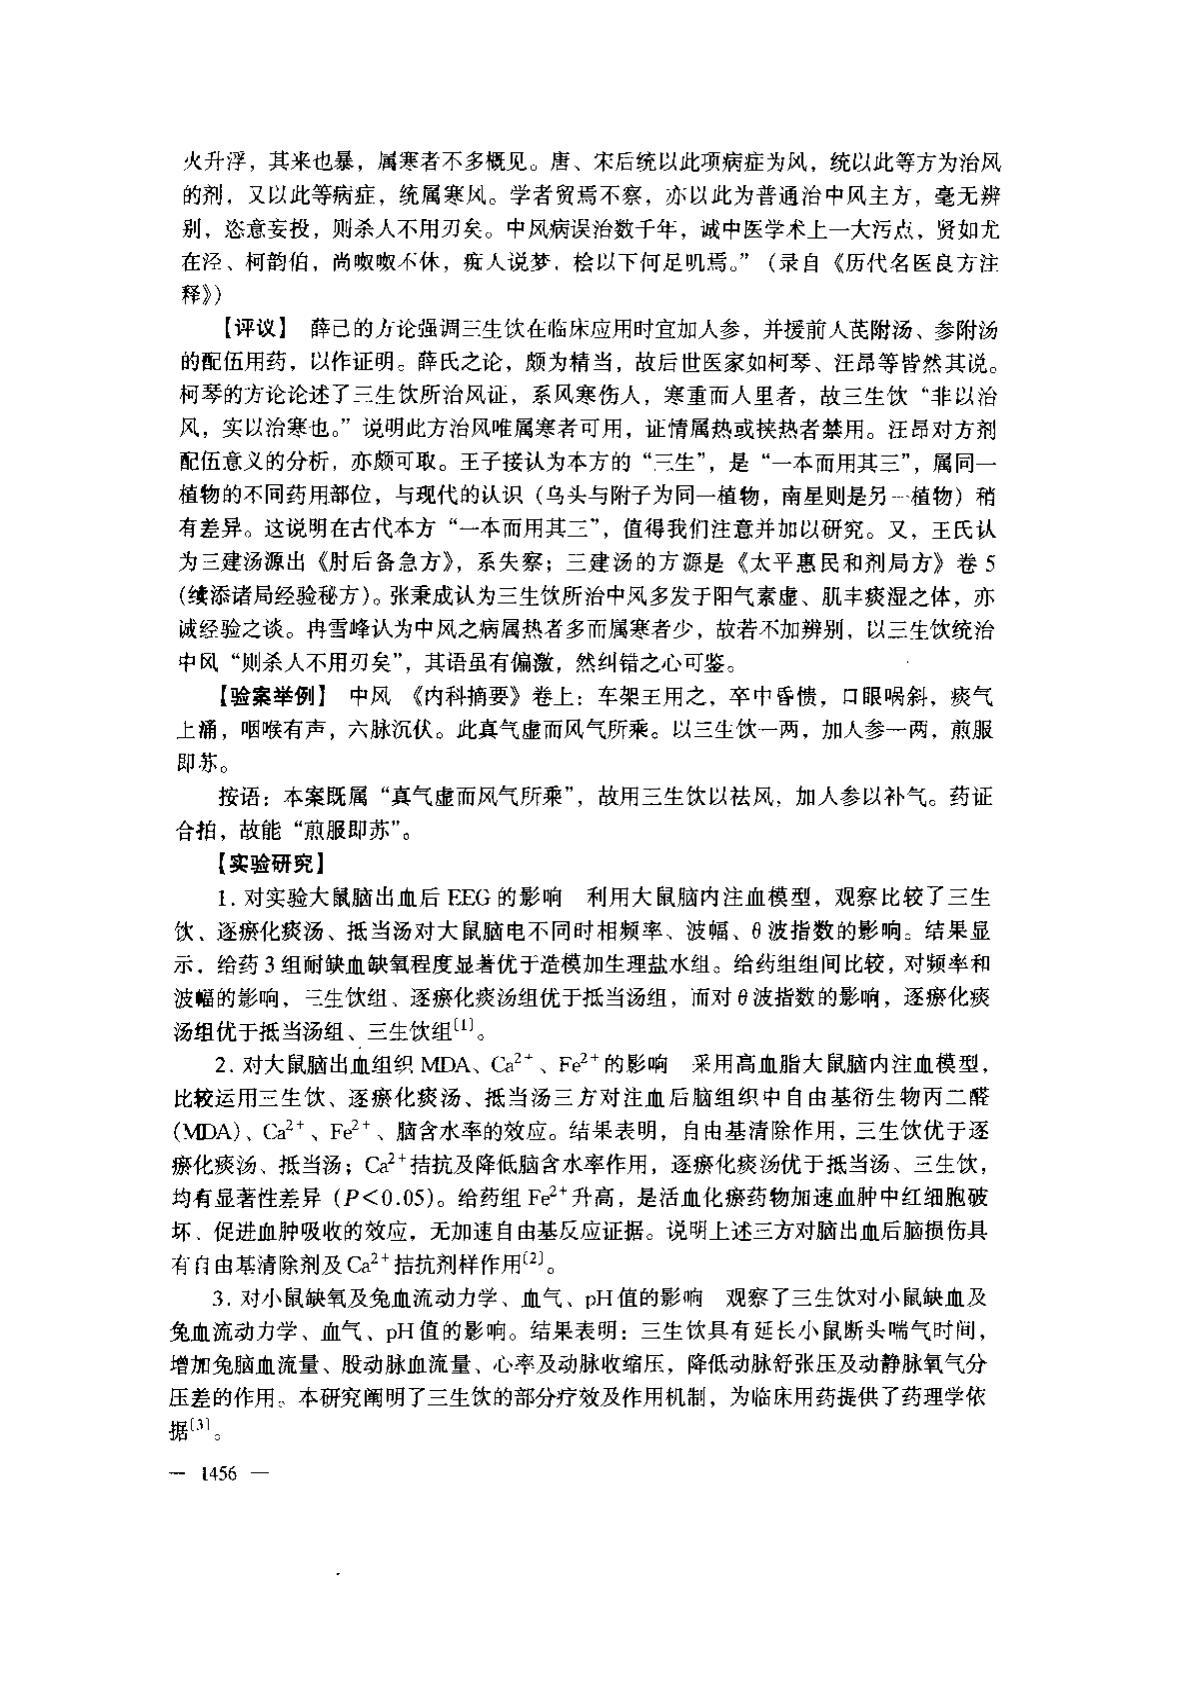 火升浮，其来也暴，属寒者不多概见。唐、宋后统以此项病症为风，统以此等方为治风
的剂，又以此等病症，统属寒风。学者贸焉不察，亦以此为普通治中风主方，毫无辨
别，恣意妄投，则杀人不用刃矣。中风病误治数千年，诚中医学术上一大污点，贤如尤
在泾、柯韵伯，尚呶呶不休，痴人说梦，桧以下何足叽焉。”（录自《历代名医良方注
释》）
【评议】 薛己的方论强调三生饮在临床应用时宜加人参，并援前人芪附汤、参附汤
的配伍用药，以作证明。薛氏之论，颇为精当，故后世医家如柯琴、汪昂等皆然其说。
柯琴的方论论述了三生饮所治风证，系风寒伤人，寒重而人里者，故三生饮“非以治
风，实以治寒也。”说明此方治风唯属寒者可用，证情属热或挟热者禁用。汪昂对方剂
配伍意义的分析，亦颇可取。王子接认为本方的“三生”，是“一本而用其三”，属同一
植物的不同药用部位，与现代的认识（乌头与附子为同一植物，南星则是另一植物）稍
有差异。这说明在古代本方“一本而用其三”，值得我们注意并加以研究。又，王氏认
为三建汤源出《肘后备急方》，系失察；三建汤的方源是《太平惠民和剂局方》卷 5
(续添诸局经验秘方）。张秉成认为三生饮所治中风多发于阳气素虚、肌丰痰湿之体，亦
诚经验之谈。冉雪峰认为中风之病属热者多而属寒者少，故若不加辨别，以三生饮统治
中风“则杀人不用刃矣”，其语虽有偏激，然纠错之心可鉴。
【验案举例】 中风 《内科摘要》卷上：车驾王用之，卒中昏愦，口眼㖞斜，痰气
上涌，咽喉有声，六脉沉伏。此真气虚而风气所乘。以三生饮一两，加人参一两，煎服
即苏。
按语：本案既属“真气虚而风气所乘”，故用三生饮以祛风，加人参以补气。药证
合拍，故能“煎服即苏”。
【实验研究】
1. 对实验大鼠脑出血后 EEG 的影响 利用大鼠脑内注血模型，观察比较了三生
饮、逐瘀化痰汤、抵当汤对大鼠脑电不同时相频率、波幅、θ 波指数的影响。结果显
示，给药 3 组耐缺血缺氧程度显著优于造模加生理盐水组。给药组组间比较，对频率和
波幅的影响，三生饮组、逐瘀化痰汤组优于抵当汤组，而对 θ 波指数的影响，逐瘀化痰
汤组优于抵当汤组、三生饮组〔1〕。
2. 对大鼠脑出血组织 MDA、Ca²⁺、Fe²⁺ 的影响 采用高血脂大鼠脑内注血模型，
比较运用三生饮、逐瘀化痰汤、抵当汤三方对注血后脑组织中自由基衍生物丙二醛
(MDA)、Ca²⁺、Fe²⁺、脑含水率的效应。结果表明，自由基清除作用，三生饮优于逐
瘀化痰汤、抵当汤；Ca²⁺拮抗及降低脑含水率作用，逐瘀化痰汤优于抵当汤、三生饮，
均有显著性差异（P＜0.05）。给药组 Fe²⁺升高，是活血化瘀药物加速血肿中红细胞破
坏、促进血肿吸收的效应，无加速自由基反应证据。说明上述三方对脑出血后脑损伤具
有自由基清除剂及 Ca²⁺ 拮抗剂样作用〔2〕。
3. 对小鼠缺氧及兔血流动力学、血气、pH 值的影响 观察了三生饮对小鼠缺血及
兔血流动力学、血气、pH 值的影响。结果表明：三生饮具有延长小鼠断头喘气时间，
增加兔脑血流量、股动脉血流量、心率及动脉收缩压，降低动脉舒张压及动静脉氧气分
压差的作用。本研究阐明了三生饮的部分疗效及作用机制，为临床用药提供了药理学依
据〔3〕。
— 1456 —